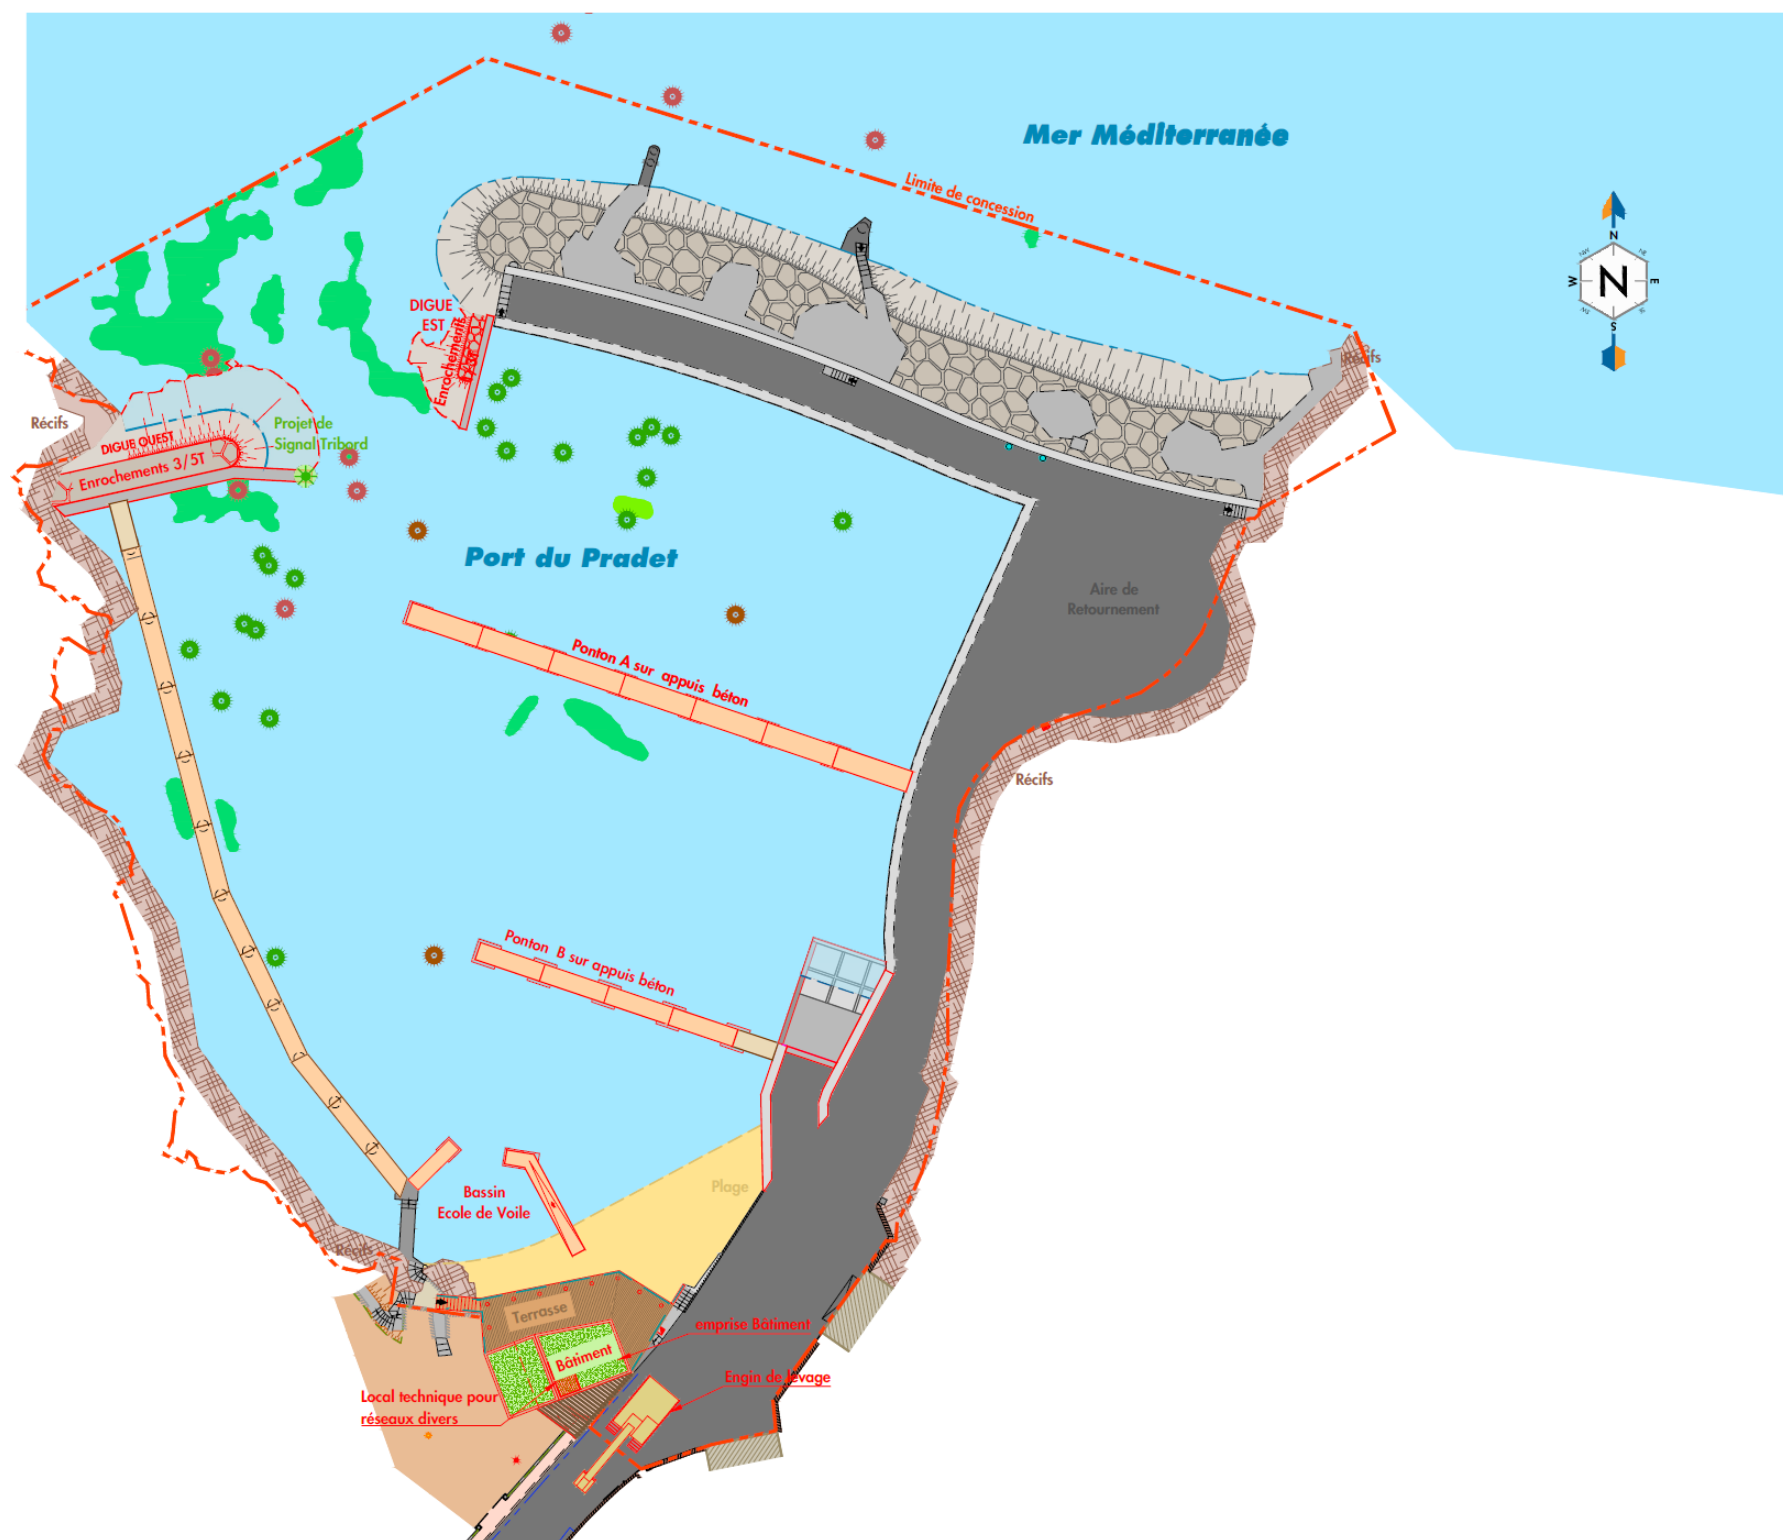 Mer Méditerranée
Limite de concession
N
N
W
E
S
DIGUE
EST
Enrochements
Récifs
Récifs
Projet de
Signal Tribord
DIGUE OUEST
Enrochements 3/5T
Port du Pradet
Aire de
Retournement
Ponton A sur appuis béton
Récifs
Ponton B sur appuis béton
Plage
Bassin
Ecole de Voile
Récifs
Terrasse
emprise Bâtiment
Bâtiment
Engin de levage
Local technique pour
réseaux divers